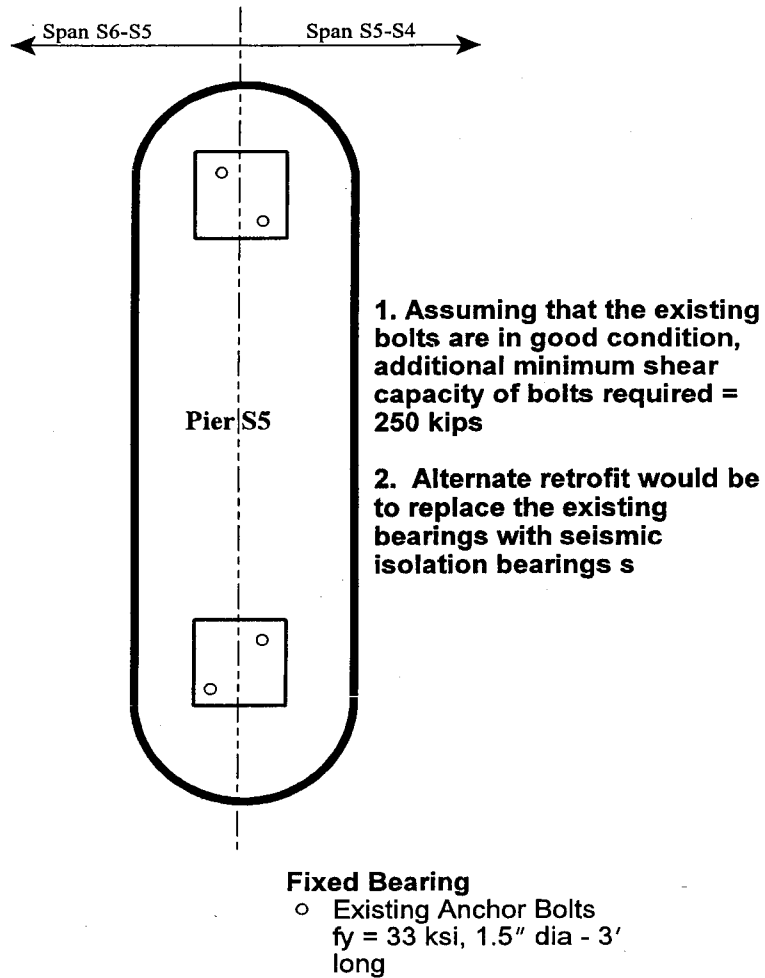 Span S6-S5
Span S5-S4
1. Assuming that the existing
bolts are in good condition,
additional minimum shear
capacity of bolts required =
250 kips
Pier S5
2. Alternate retrofit would be
to replace the existing
bearings with seismic
isolation bearings s
Fixed Bearing
Existing Anchor Bolts
fy = 33 ksi, 1.5" dia - 3'
long